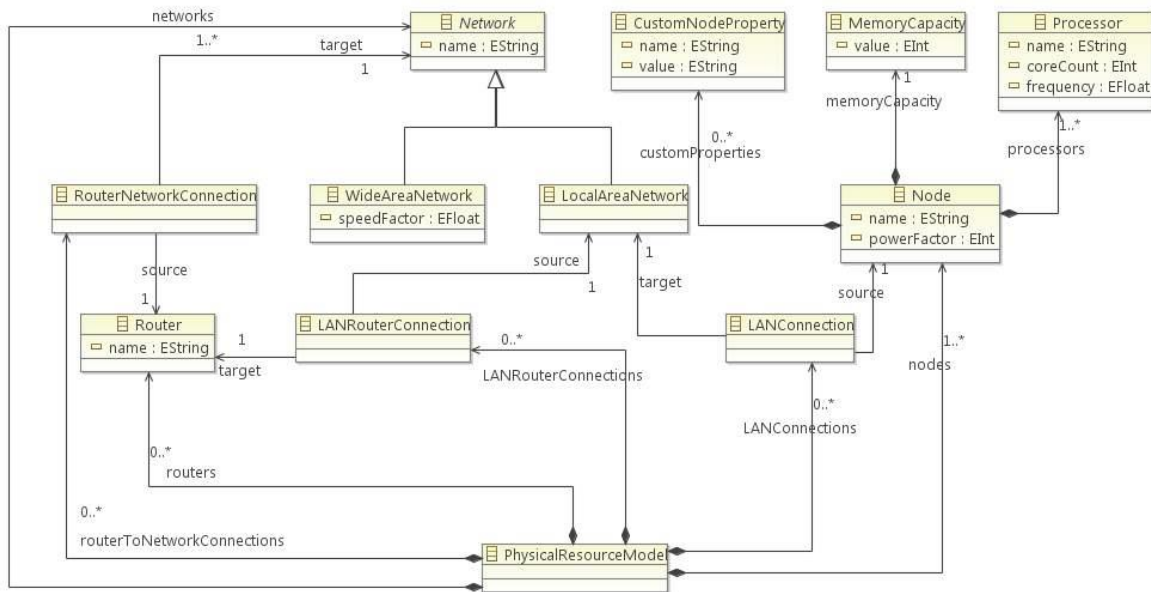 networks
Network
name : EString
CustomNodeProperty
name : EString
value : EString
MemoryCapacity
value : EInt
Processor
name : EString
coreCount : EInt
frequency : EFloat
1..*
target
1
1
memoryCapacity
0..*
customProperties
1..*
processors
RouterNetworkConnection
WideAreaNetwork
speedFactor : EFloat
LocalAreaNetwork
Node
name : EString
powerFactor : EInt
source
1
source
1
1
target
1
source
Router
name : EString
LANRouterConnection
LANConnection
1
target
0..*
LANRouterConnections
1..*
nodes
0..*
LANConnections
0..*
routers
0..*
routerToNetworkConnections
PhysicalResourceModel